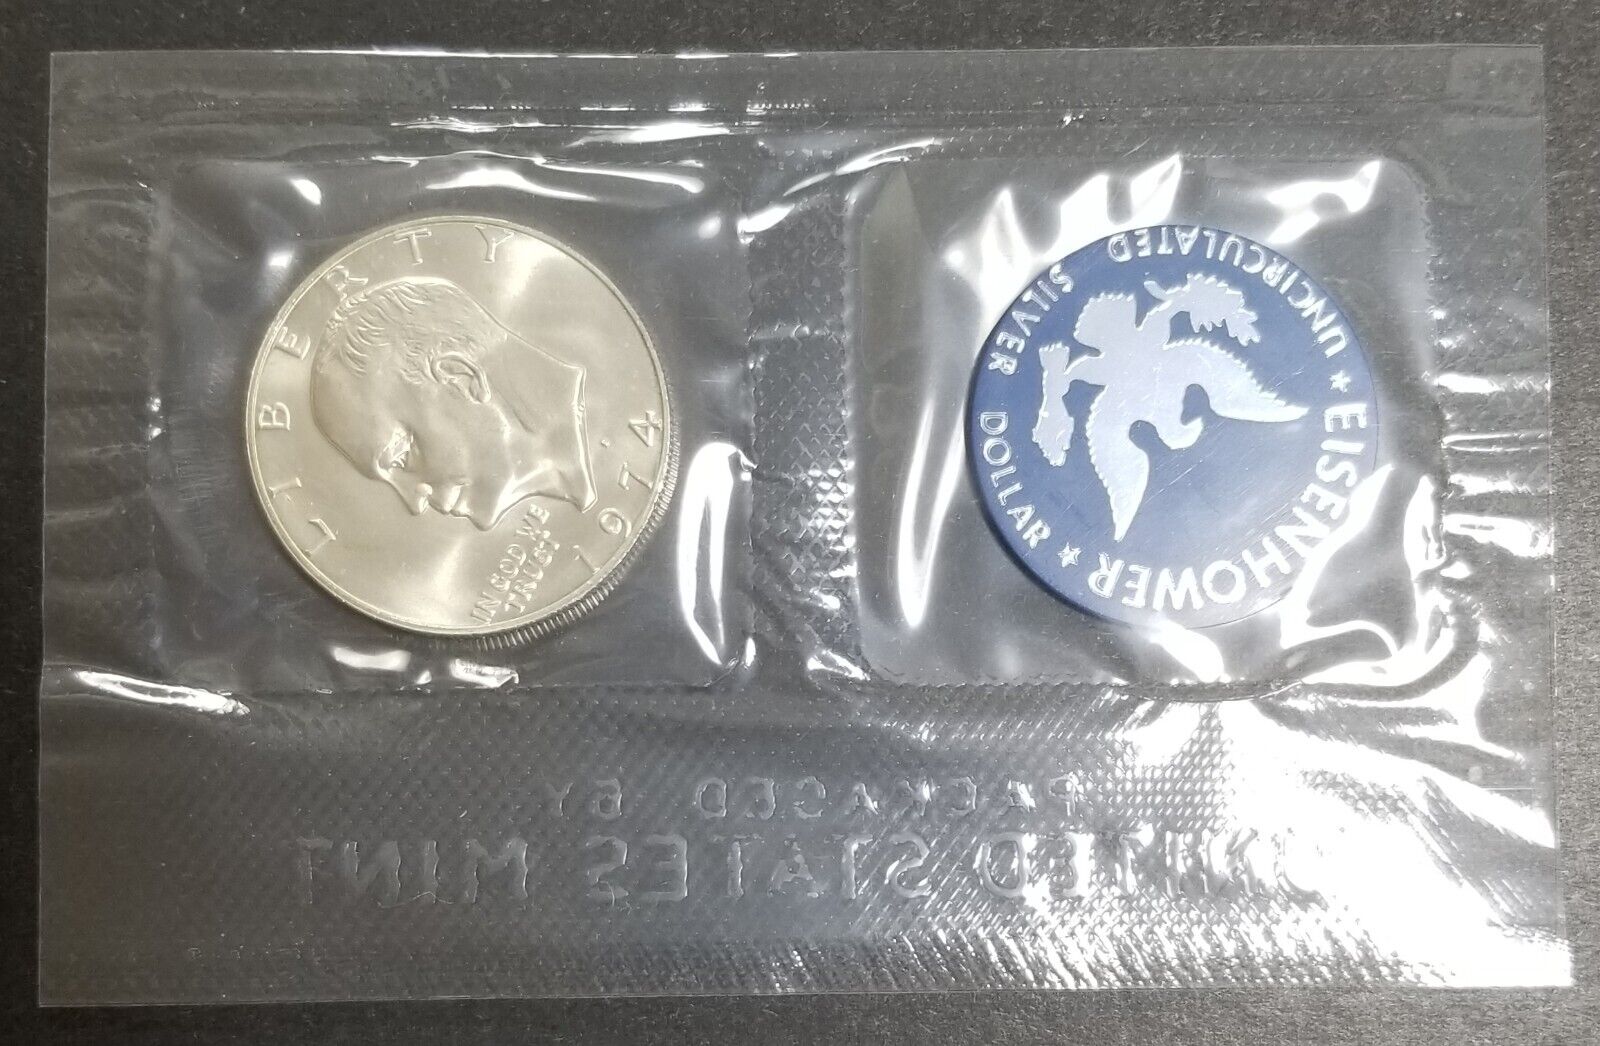 LIBERTY
IN GOD WE
TRUST
1974
EISENHOWER
★ UNCIRCULATED SILVER DOLLAR ★
PACKAGED BY
UNITED STATES MINT